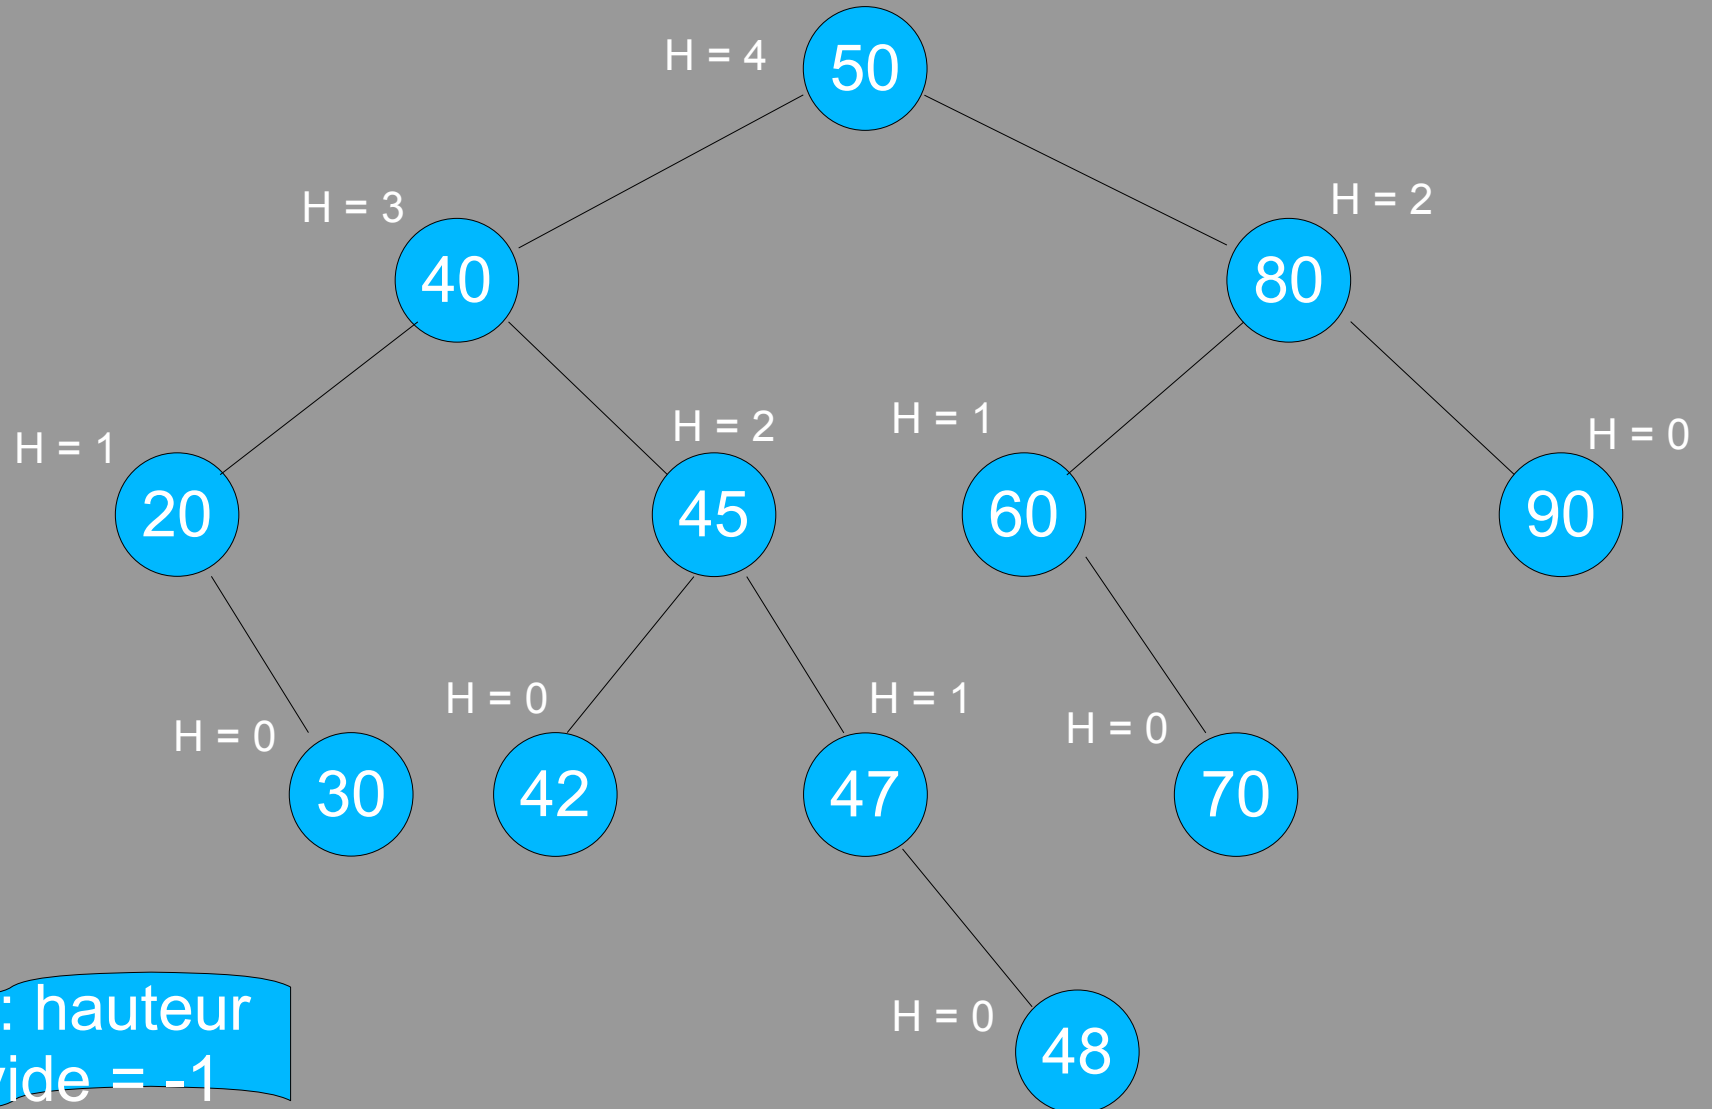 H = 4
50
H = 3
40
H = 2
80
H = 1
20
H = 2
45
H = 1
60
H = 0
90
H = 0
30
H = 0
42
H = 1
47
H = 0
70
H = 0
48
: hauteur
= -1